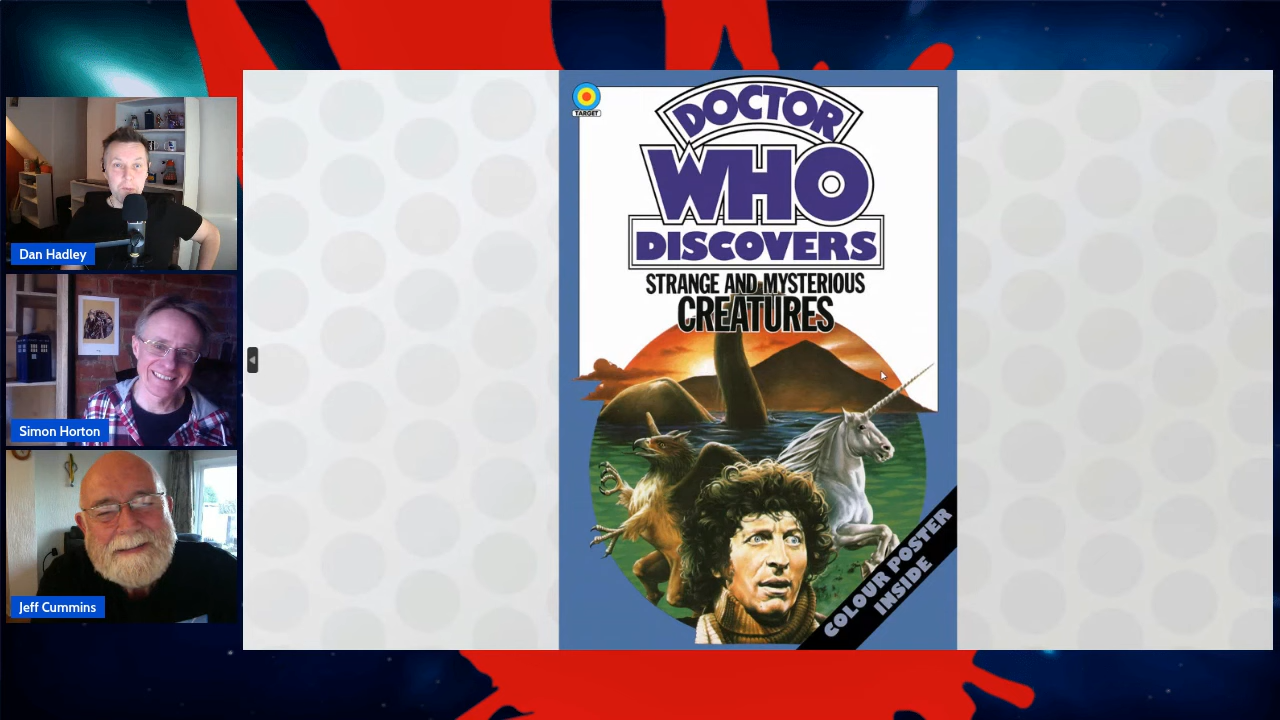 TARGET
DOCTOR
WHO
DISCOVERS
STRANGE AND MYSTERIOUS
CREATURES
COLOUR POSTER
INSIDE
Dan Hadley
Simon Horton
Jeff Cummins